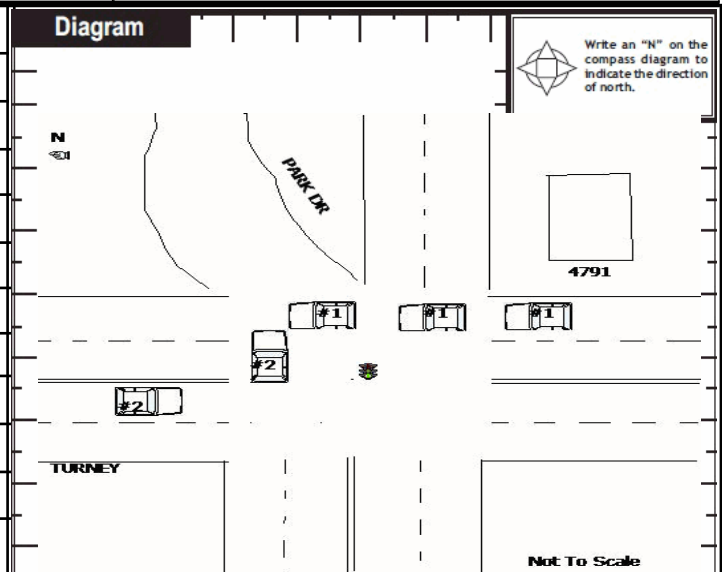 Diagram
Write an "N" on the
compass diagram to
indicate the direction
of north.
N
PARK DR
4791
#1
#1
#1
#2
#2
TURNEY
Not To Scale